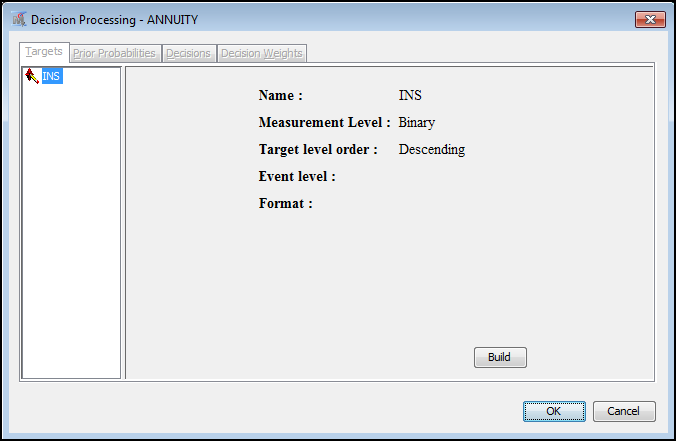 Decision Processing - ANNUITY
Targets Prior Probabilities Decisions Decision Weights
INS
Name : INS
Measurement Level : Binary
Target level order : Descending
Event level :
Format :
Build
OK Cancel